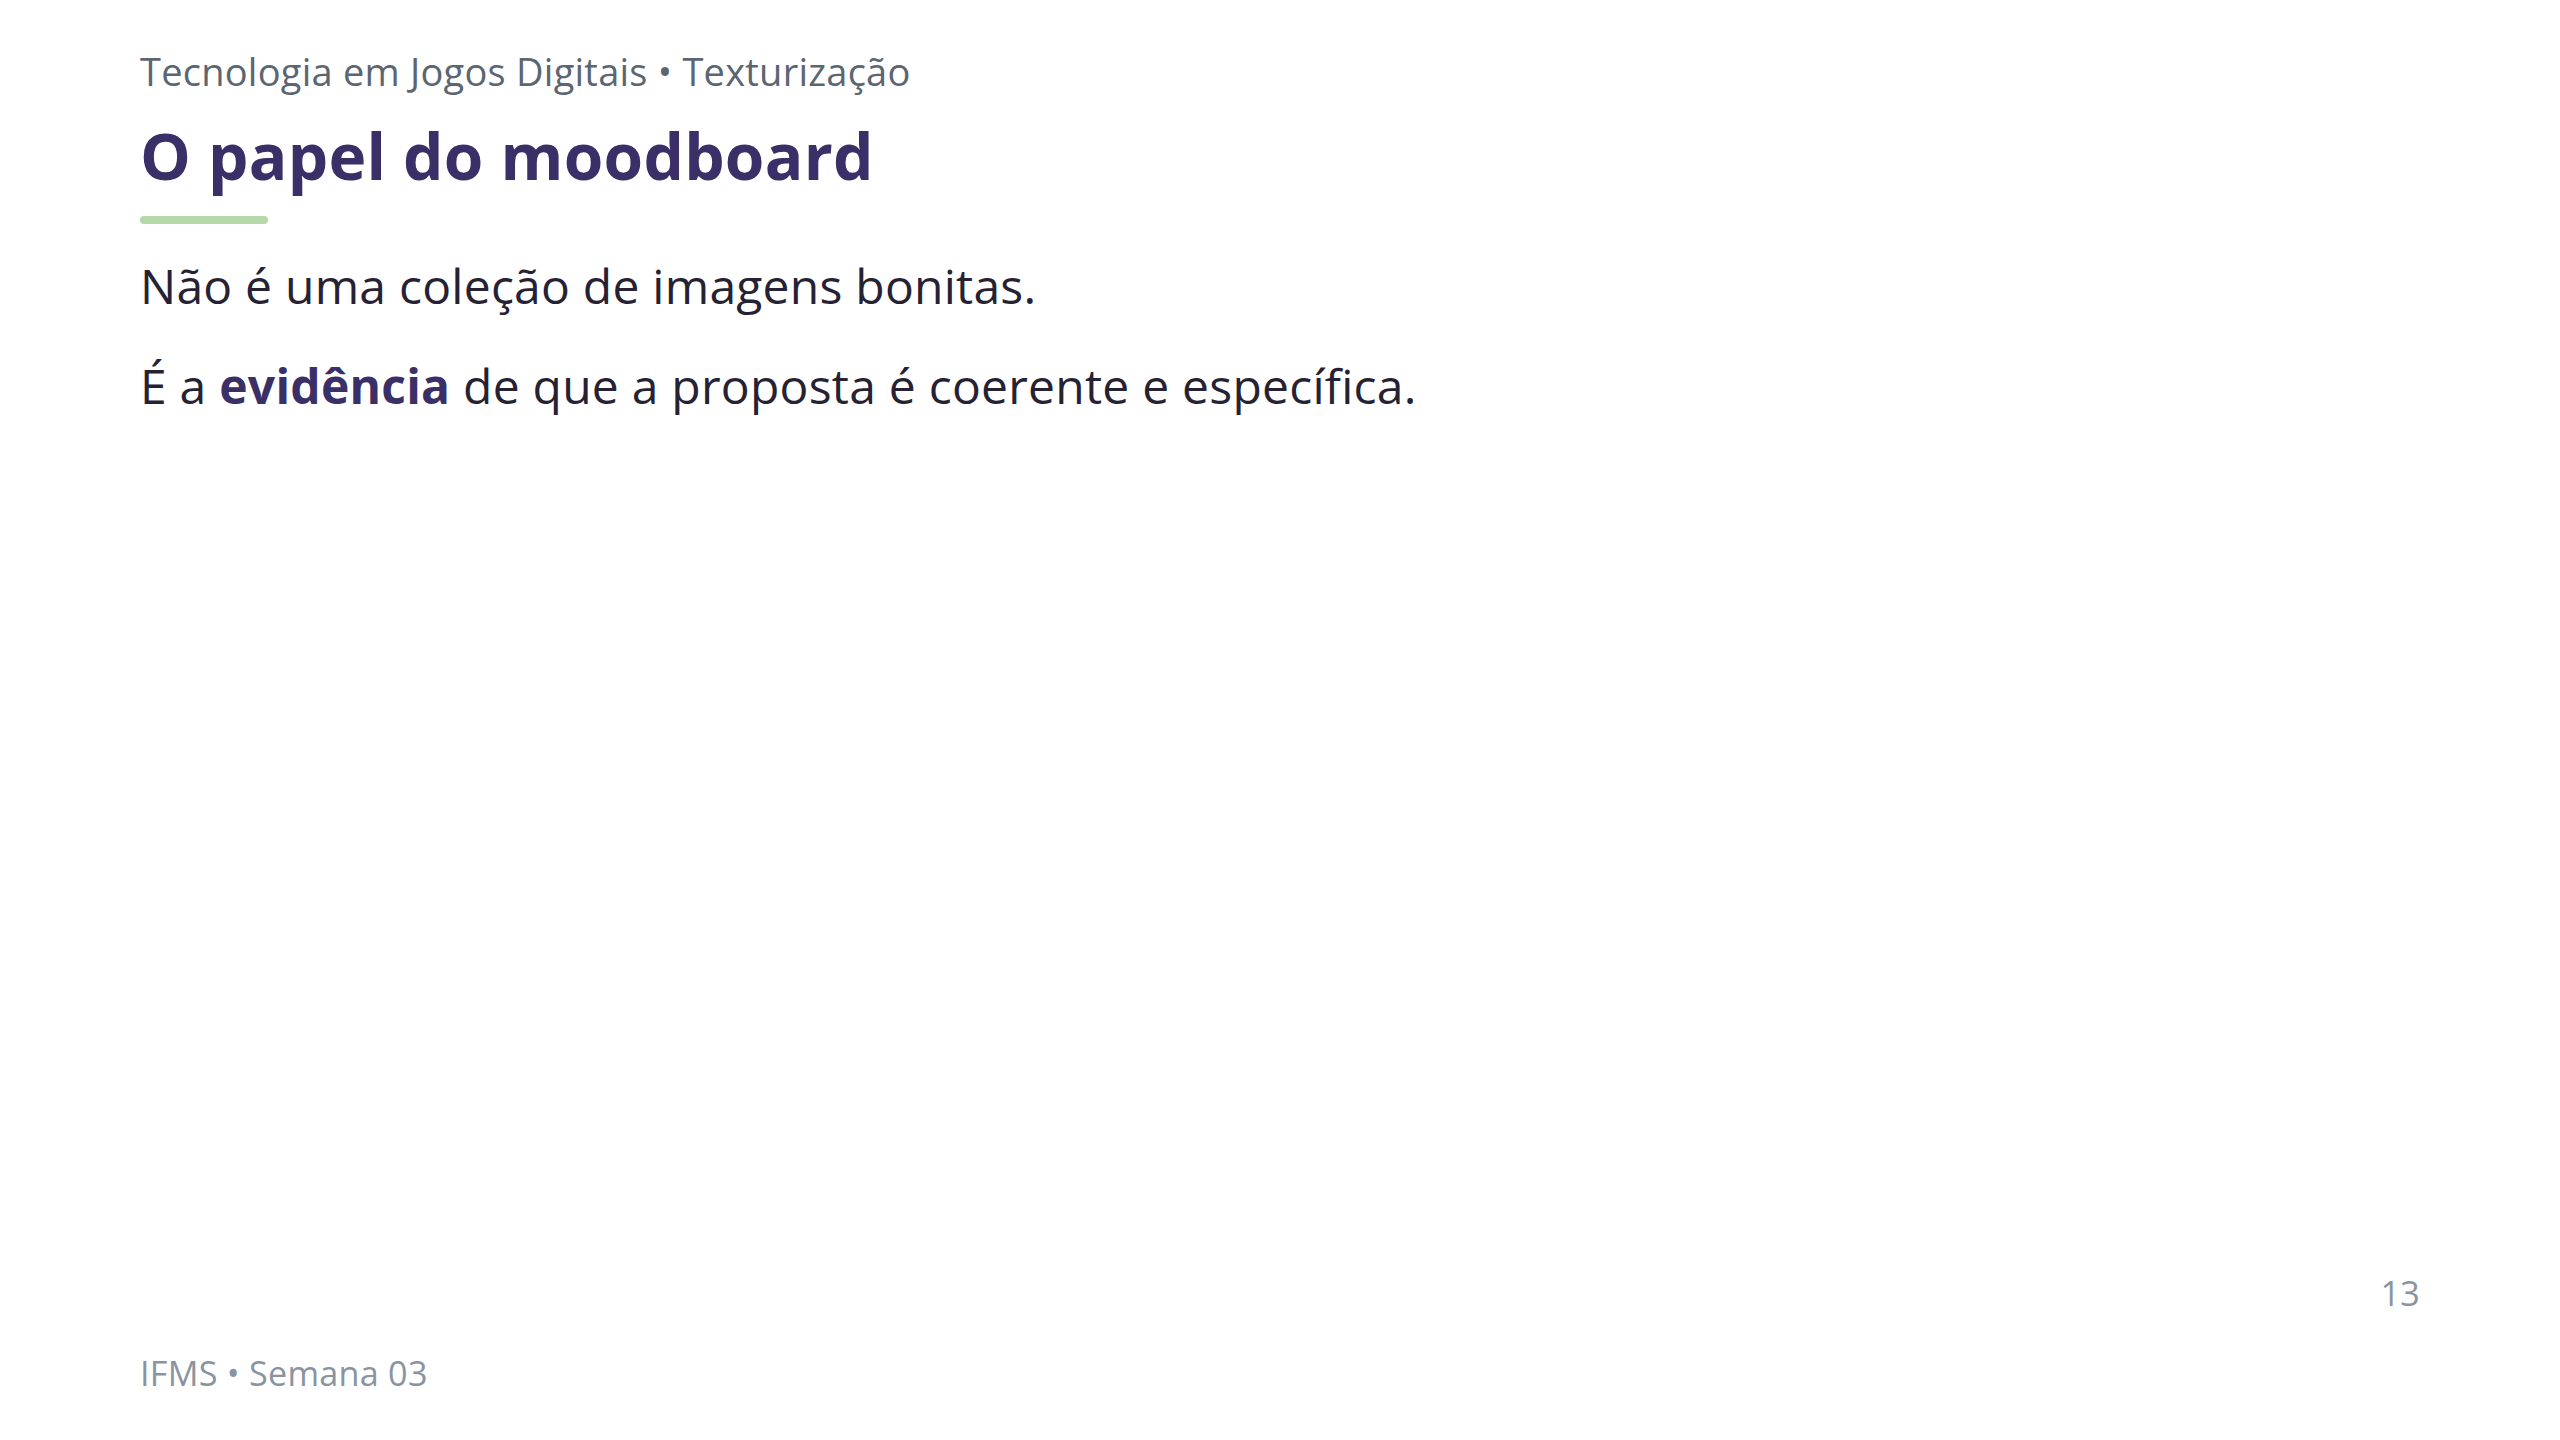 Tecnologia em Jogos Digitais • Texturização
O papel do moodboard
Não é uma coleção de imagens bonitas.
É a evidência de que a proposta é coerente e específica.
13
IFMS • Semana 03